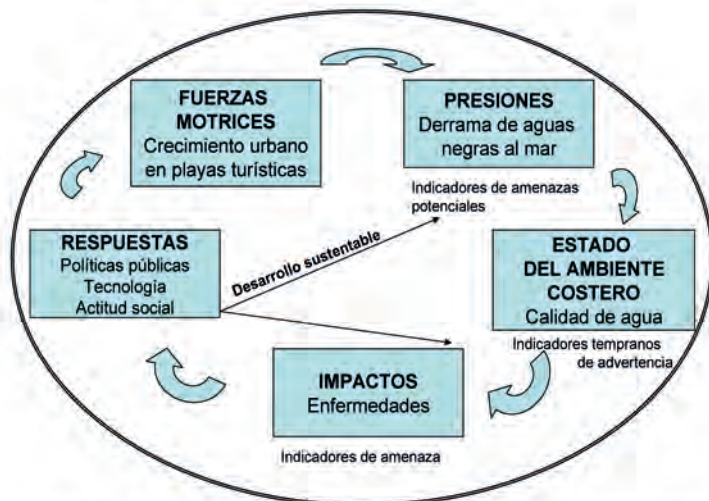 FUERZAS
MOTRICES
Crecimiento urbano
en playas turísticas
PRESIONES
Derrama de aguas
negras al mar
Indicadores de amenazas
potenciales
RESPUESTAS
Políticas públicas
Tecnología
Actitud social
Desarrollo sustentable
ESTADO
DEL AMBIENTE
COSTERO
Calidad de agua
Indicadores tempranos
de advertencia
IMPACTOS
Enfermedades
Indicadores de amenaza